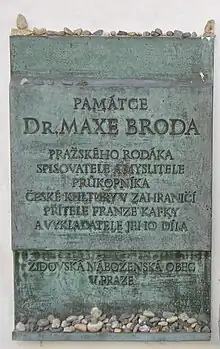 PAMÁTCE
DR. MAXE BRODA
PRAŽSKÉHO RODÁKA
SPISOVATELE A MYSLITELE
PRŮKOPNÍKA
ČESKÉ KULTURY V ZAHRANIČÍ
PŘÍTELE FRANZE KAFKY
A VYKLADATELE JEHO DÍLA
ŽIDOVSKÁ NÁBOŽENSKÁ OBEC
V PRAZE